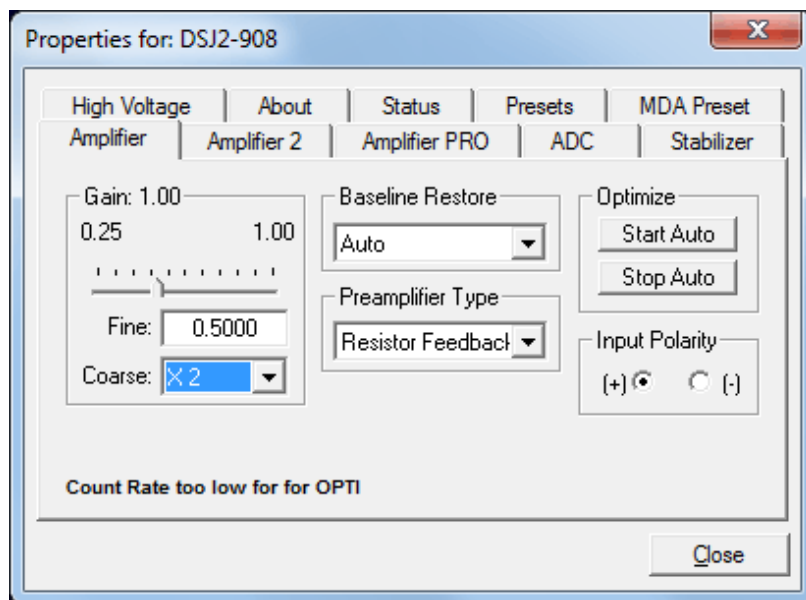 Properties for: DSJ2-908
High Voltage
About
Status
Presets
MDA Preset
Amplifier
Amplifier 2
Amplifier PRO
ADC
Stabilizer
Gain: 1.00
0.25 1.00
Fine: 0.5000
Coarse: X 2
Baseline Restore
Auto
Preamplifier Type
Resistor Feedback
Optimize
Start Auto
Stop Auto
Input Polarity
(+) (-)
Count Rate too low for for OPTI
Close